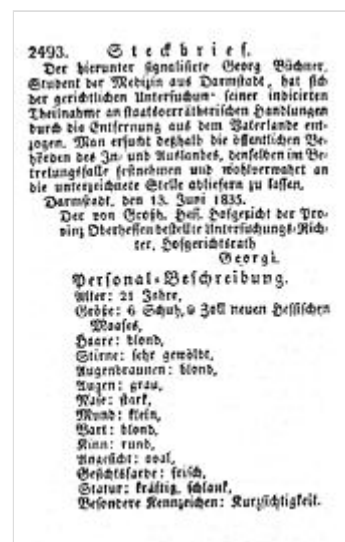 2493. Steckbrief.
Der hierunter signalisirte Georg Büchner,
Student der Medizin aus Darmstadt, hat sich
der gerichtlichen Untersuchung seiner indicirten
Theilnahme an staatsverrätherischen Handlungen
durch die Entfernung aus dem Vaterlande ent-
zogen. Man ersucht deßhalb die öffentlichen Be-
hörden des In- und Auslandes, denselben im Be-
tretungsfalle festnehmen und wohlverwahrt an
die unterzeichnete Stelle abliefern zu lassen.
Darmstadt, den 13. Juni 1835.
Der von Großh. Hess. Hofgericht der Pro-
vinz Oberhessen bestellte Untersuchungs-Rich-
ter, Hofgerichtsrath
Georgi.
Personal-Beschreibung.
Alter: 21 Jahre,
Größe: 6 Schuh, 9 Zoll neuen Hessischen
Maases,
Haare: blond,
Stirne: sehr gewölbt,
Augenbraunen: blond,
Augen: grau,
Nase: stark,
Mund: klein,
Bart: blond,
Kinn: rund,
Angesicht: oval,
Gesichtsfarbe: frisch,
Statur: kräftig, schlank,
Besondere Kennzeichen: Kurzsichtigkeit.